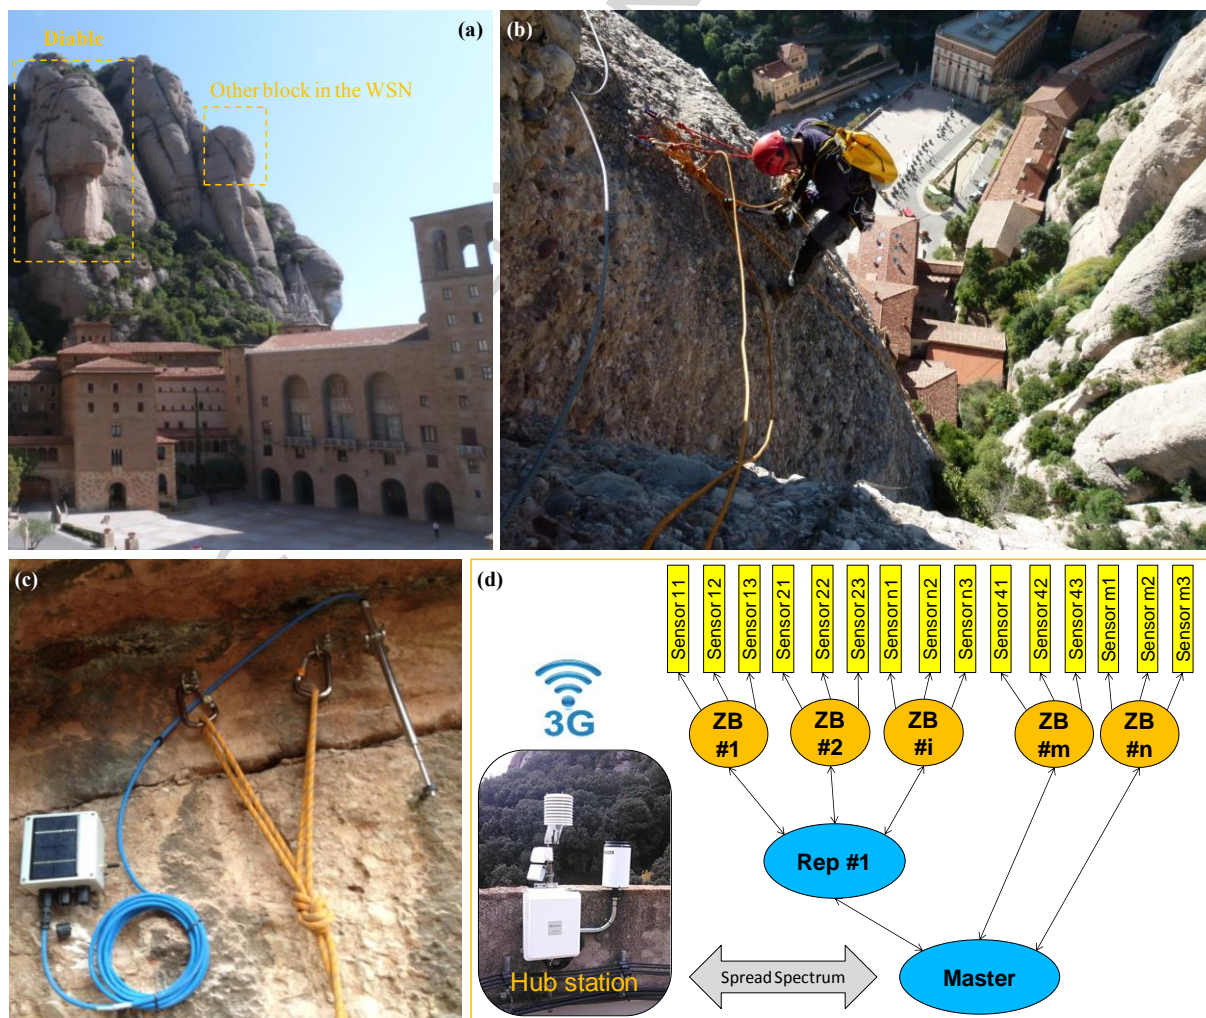 (a)
Diable
Other block in the WSN
(b)
(c)
(d)
Sensor 11
Sensor 12
Sensor 13
Sensor 21
Sensor 22
Sensor 23
Sensor n1
Sensor n2
Sensor n3
Sensor 41
Sensor 42
Sensor 43
Sensor m1
Sensor m2
Sensor m3
3G
ZB
#1
ZB
#2
ZB
#i
ZB
#m
ZB
#n
Rep #1
Hub station
Spread Spectrum
Master